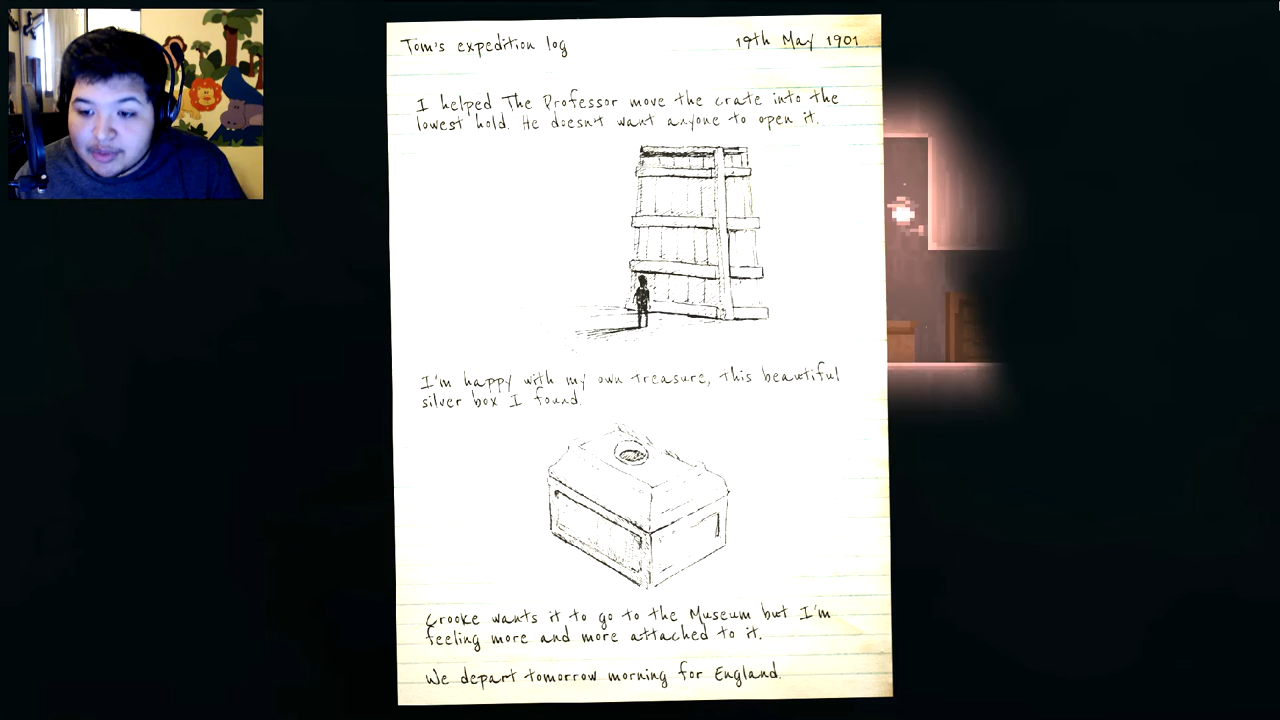 Tom's expedition log
19th May 1901
I helped The Professor move the crate into the
lowest hold. He doesn't want anyone to open it.
I'm happy with my own treasure, this beautiful
silver box I found.
Crooke wants it to go to the Museum but I'm
feeling more and more attached to it.
We depart tomorrow morning for England.